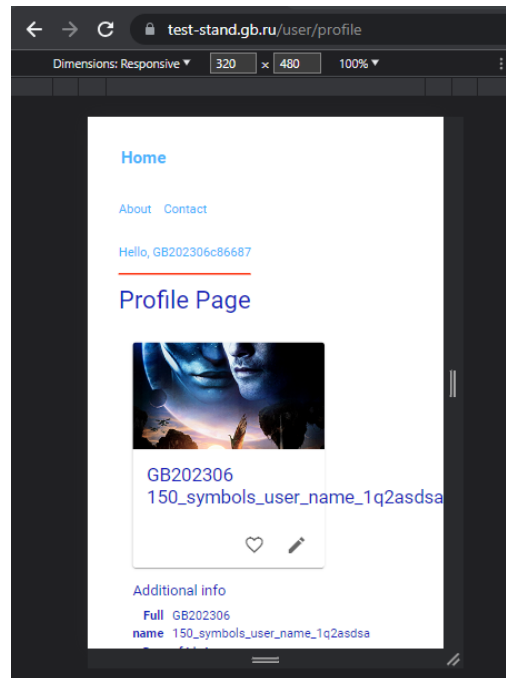 test-stand.gb.ru/user/profile
Dimensions: Responsive ▼ 320 × 480 100% ▼
Home
About Contact
Hello, GB202306c86687
Profile Page
GB202306
150_symbols_user_name_1q2asdsa
Additional info
Full GB202306
name 150_symbols_user_name_1q2asdsa